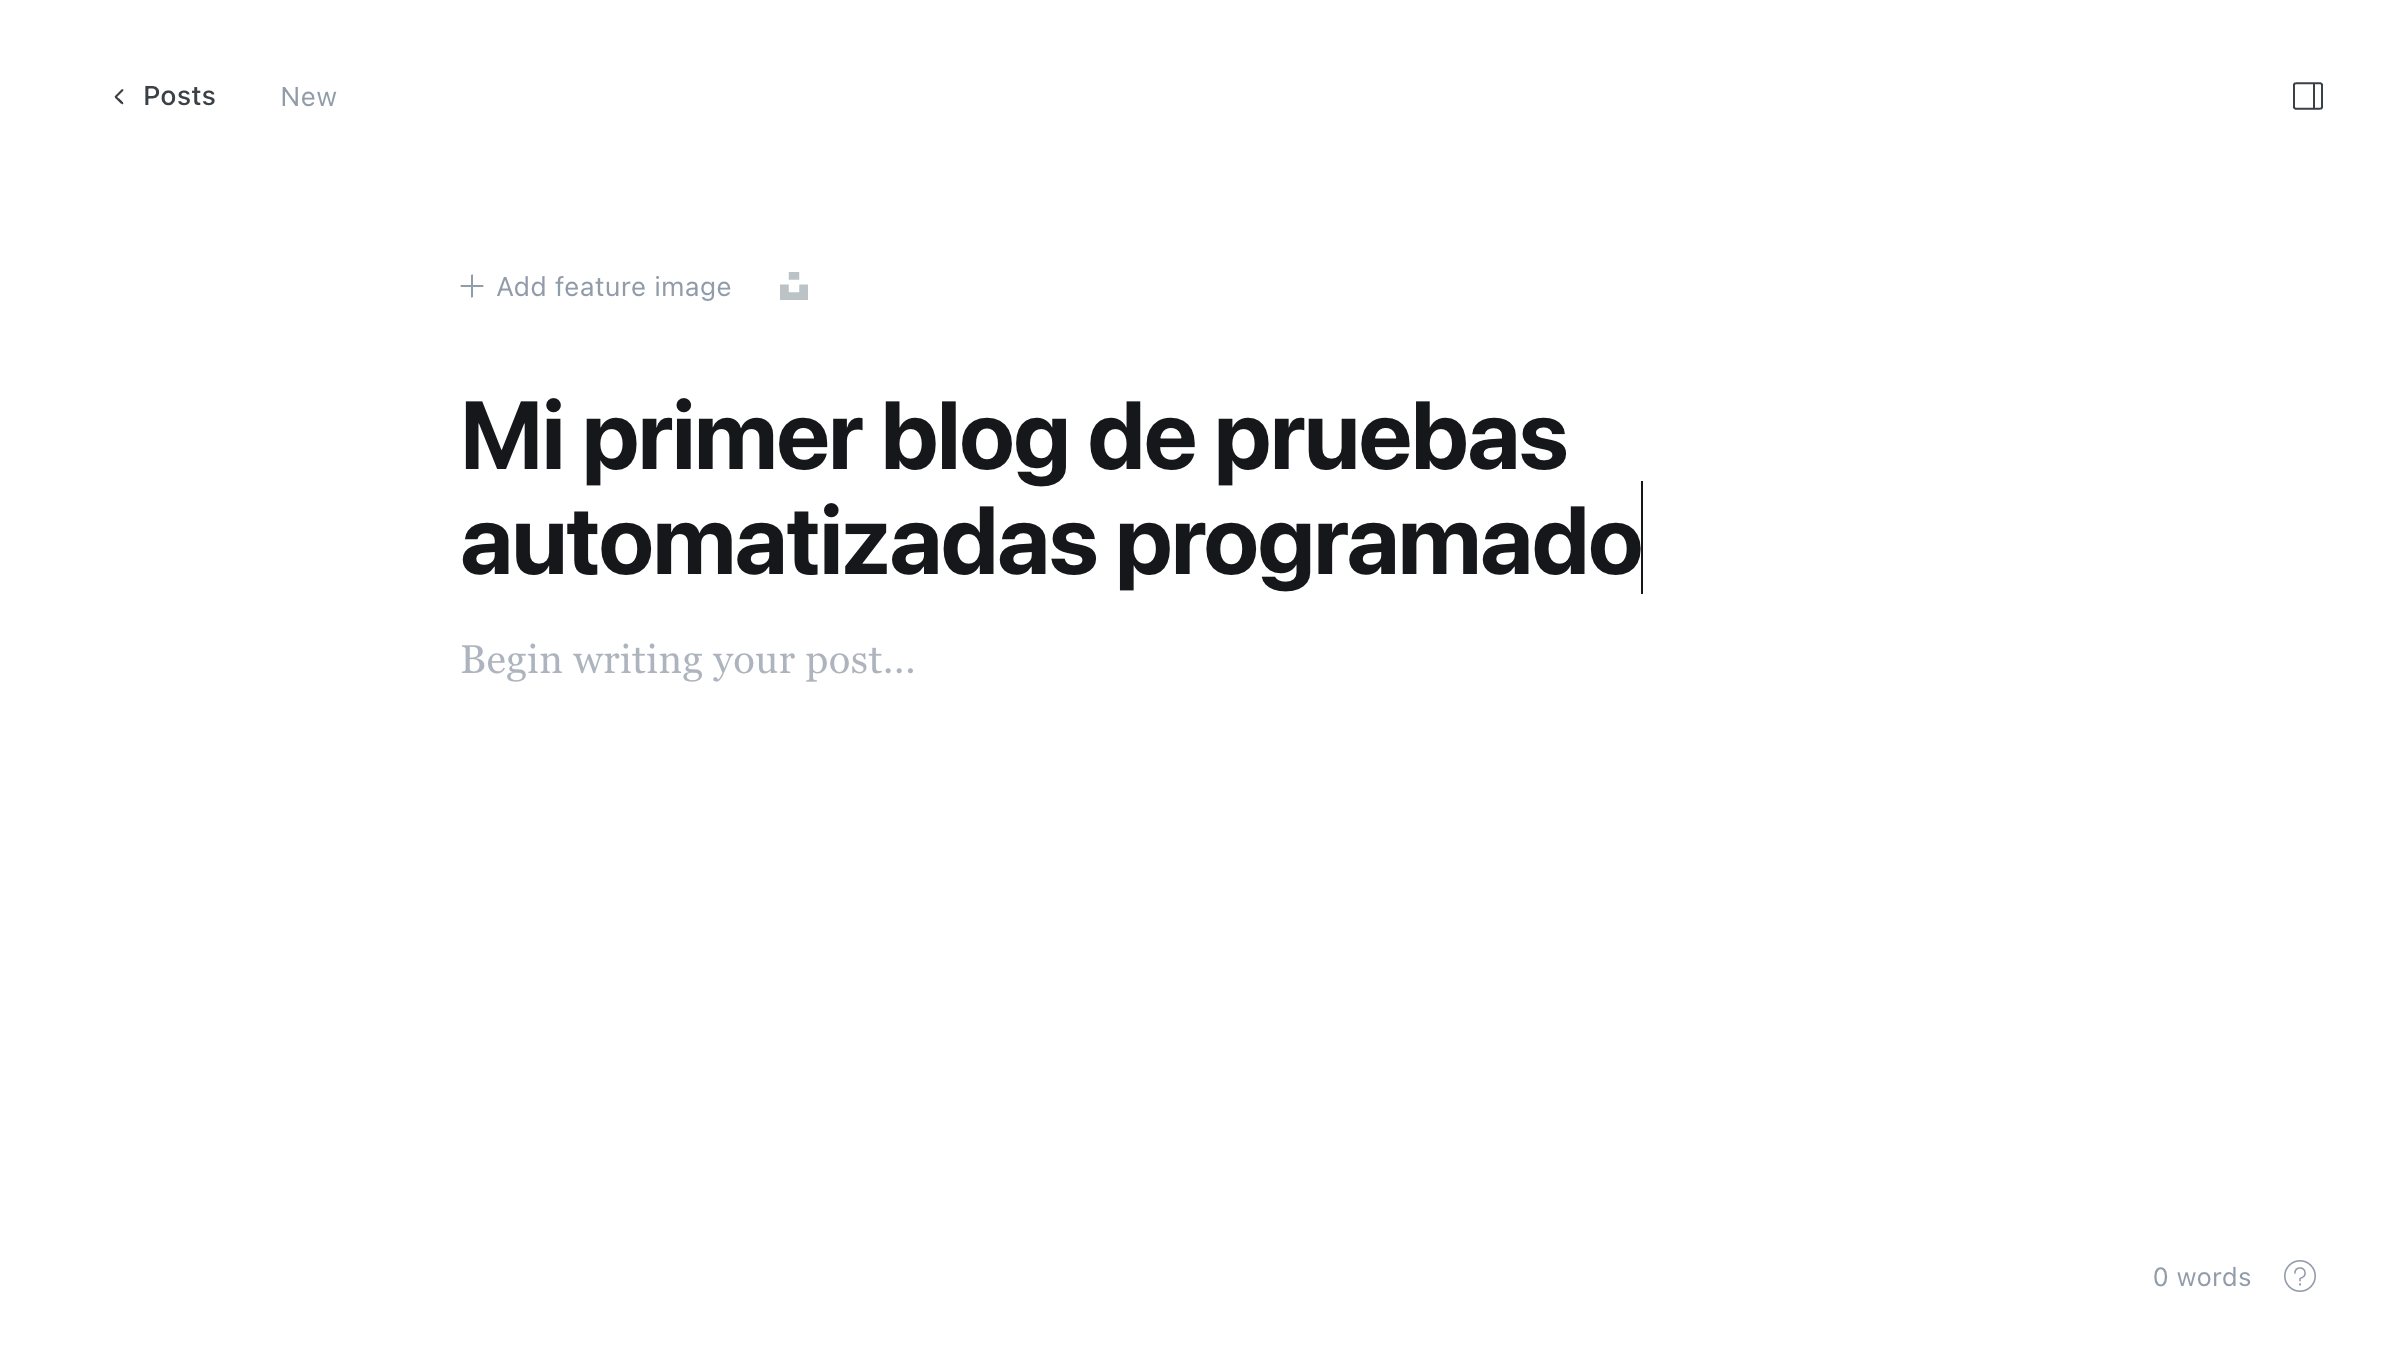 Posts
New
Add feature image
Mi primer blog de pruebas
automatizadas programado
Begin writing your post...
0 words
?